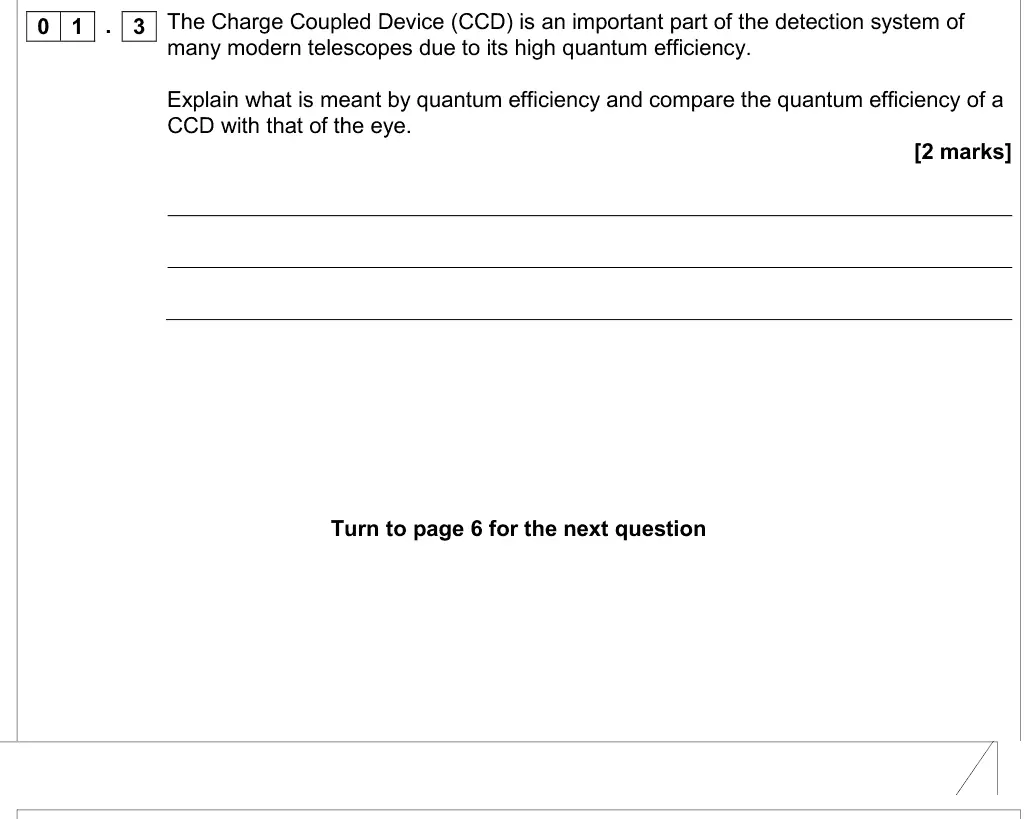 0 1 . 3 The Charge Coupled Device (CCD) is an important part of the detection system of
many modern telescopes due to its high quantum efficiency.
Explain what is meant by quantum efficiency and compare the quantum efficiency of a
CCD with that of the eye.
[2 marks]
Turn to page 6 for the next question